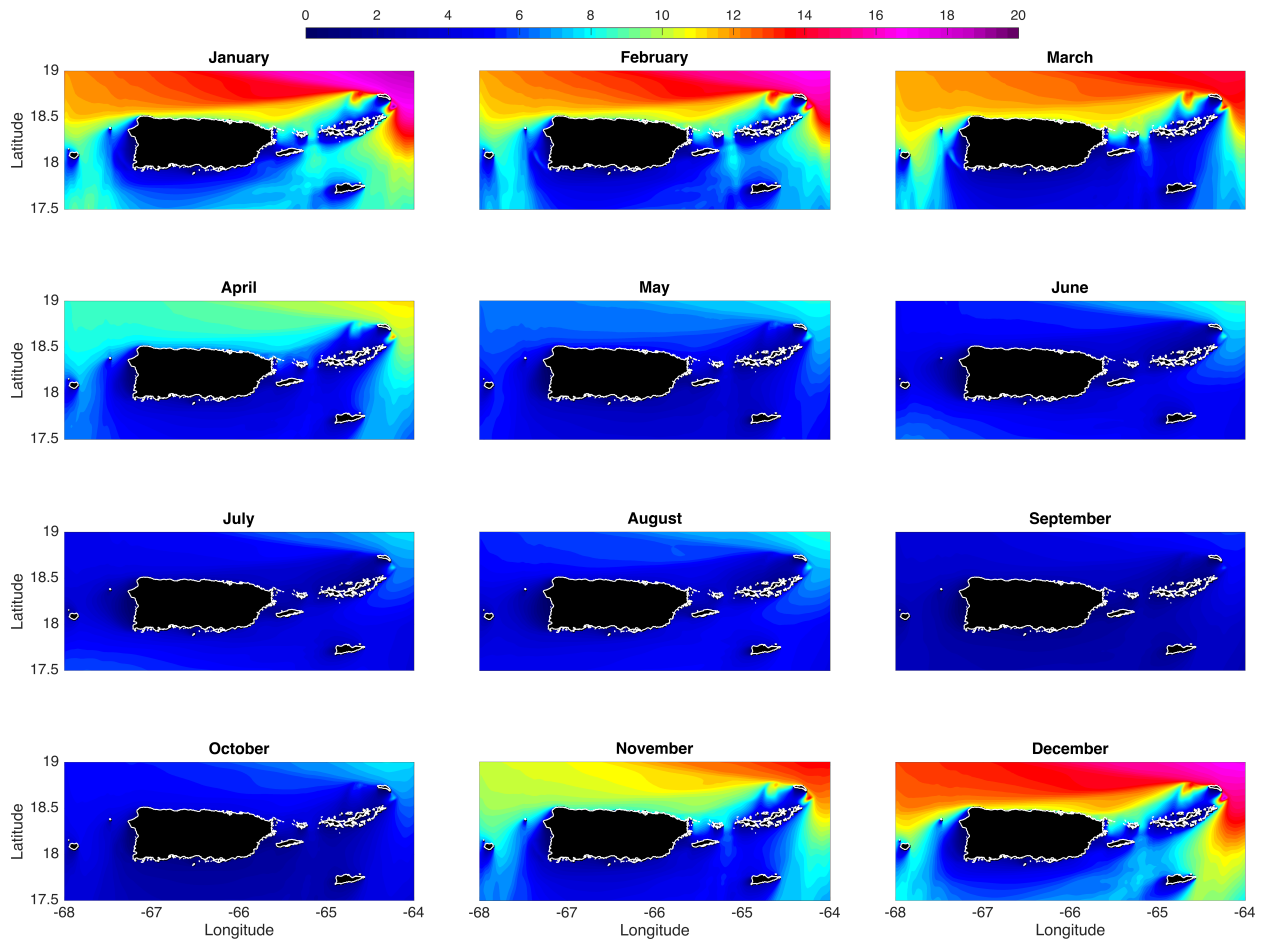 0 2 4 6 8 10 12 14 16 18 20
January February March
19
18.5
18
17.5
Latitude
April May June
19
18.5
18
17.5
Latitude
July August September
19
18.5
18
17.5
Latitude
October November December
19
18.5
18
17.5
Latitude
-68 -67 -66 -65 -64 -68 -67 -66 -65 -64 -68 -67 -66 -65 -64
Longitude Longitude Longitude